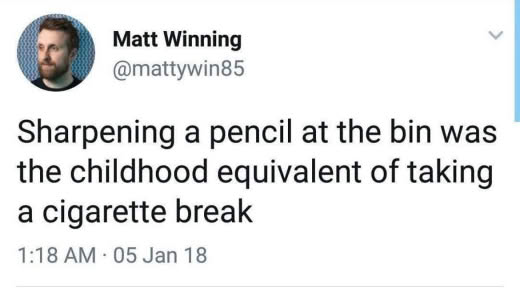 Matt Winning
@mattywin85
Sharpening a pencil at the bin was
the childhood equivalent of taking
a cigarette break
1:18 AM · 05 Jan 18